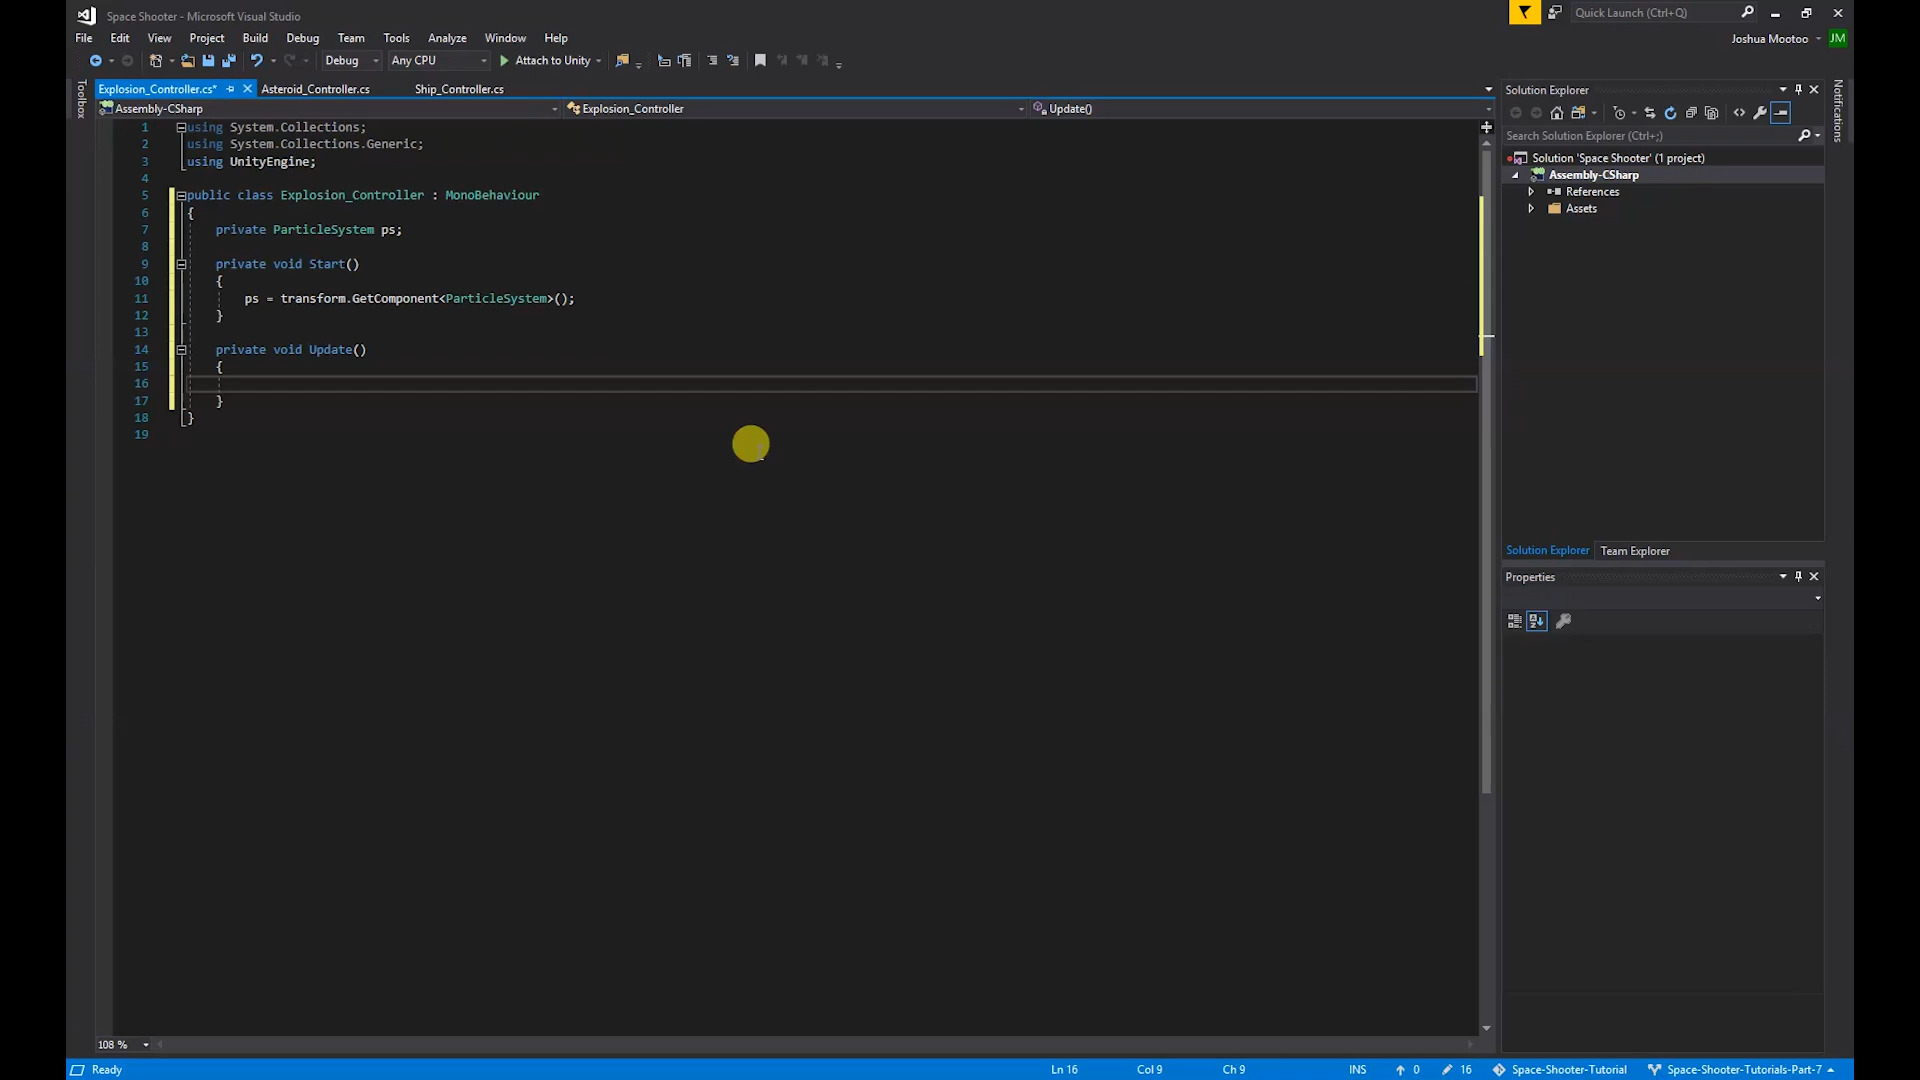 Space Shooter - Microsoft Visual Studio
Quick Launch (Ctrl+Q)
File Edit View Project Build Debug Team Tools Analyze Window Help
Joshua Mootoo JM
Debug Any CPU Attach to Unity
Toolbox
Explosion_Controller.cs* Asteroid_Controller.cs Ship_Controller.cs
Assembly-CSharp Explosion_Controller Update()
1 using System.Collections;
2 using System.Collections.Generic;
3 using UnityEngine;
4
5 public class Explosion_Controller : MonoBehaviour
6 {
7 private ParticleSystem ps;
8
9 private void Start()
10 {
11 ps = transform.GetComponent<ParticleSystem>();
12 }
13
14 private void Update()
15 {
16
17 }
18 }
19
108 %
Solution Explorer
Search Solution Explorer (Ctrl+;)
Solution 'Space Shooter' (1 project)
Assembly-CSharp
References
Assets
Solution Explorer Team Explorer
Properties
Notifications
Ready Ln 16 Col 9 Ch 9 INS 0 16 Space-Shooter-Tutorial Space-Shooter-Tutorials-Part-7